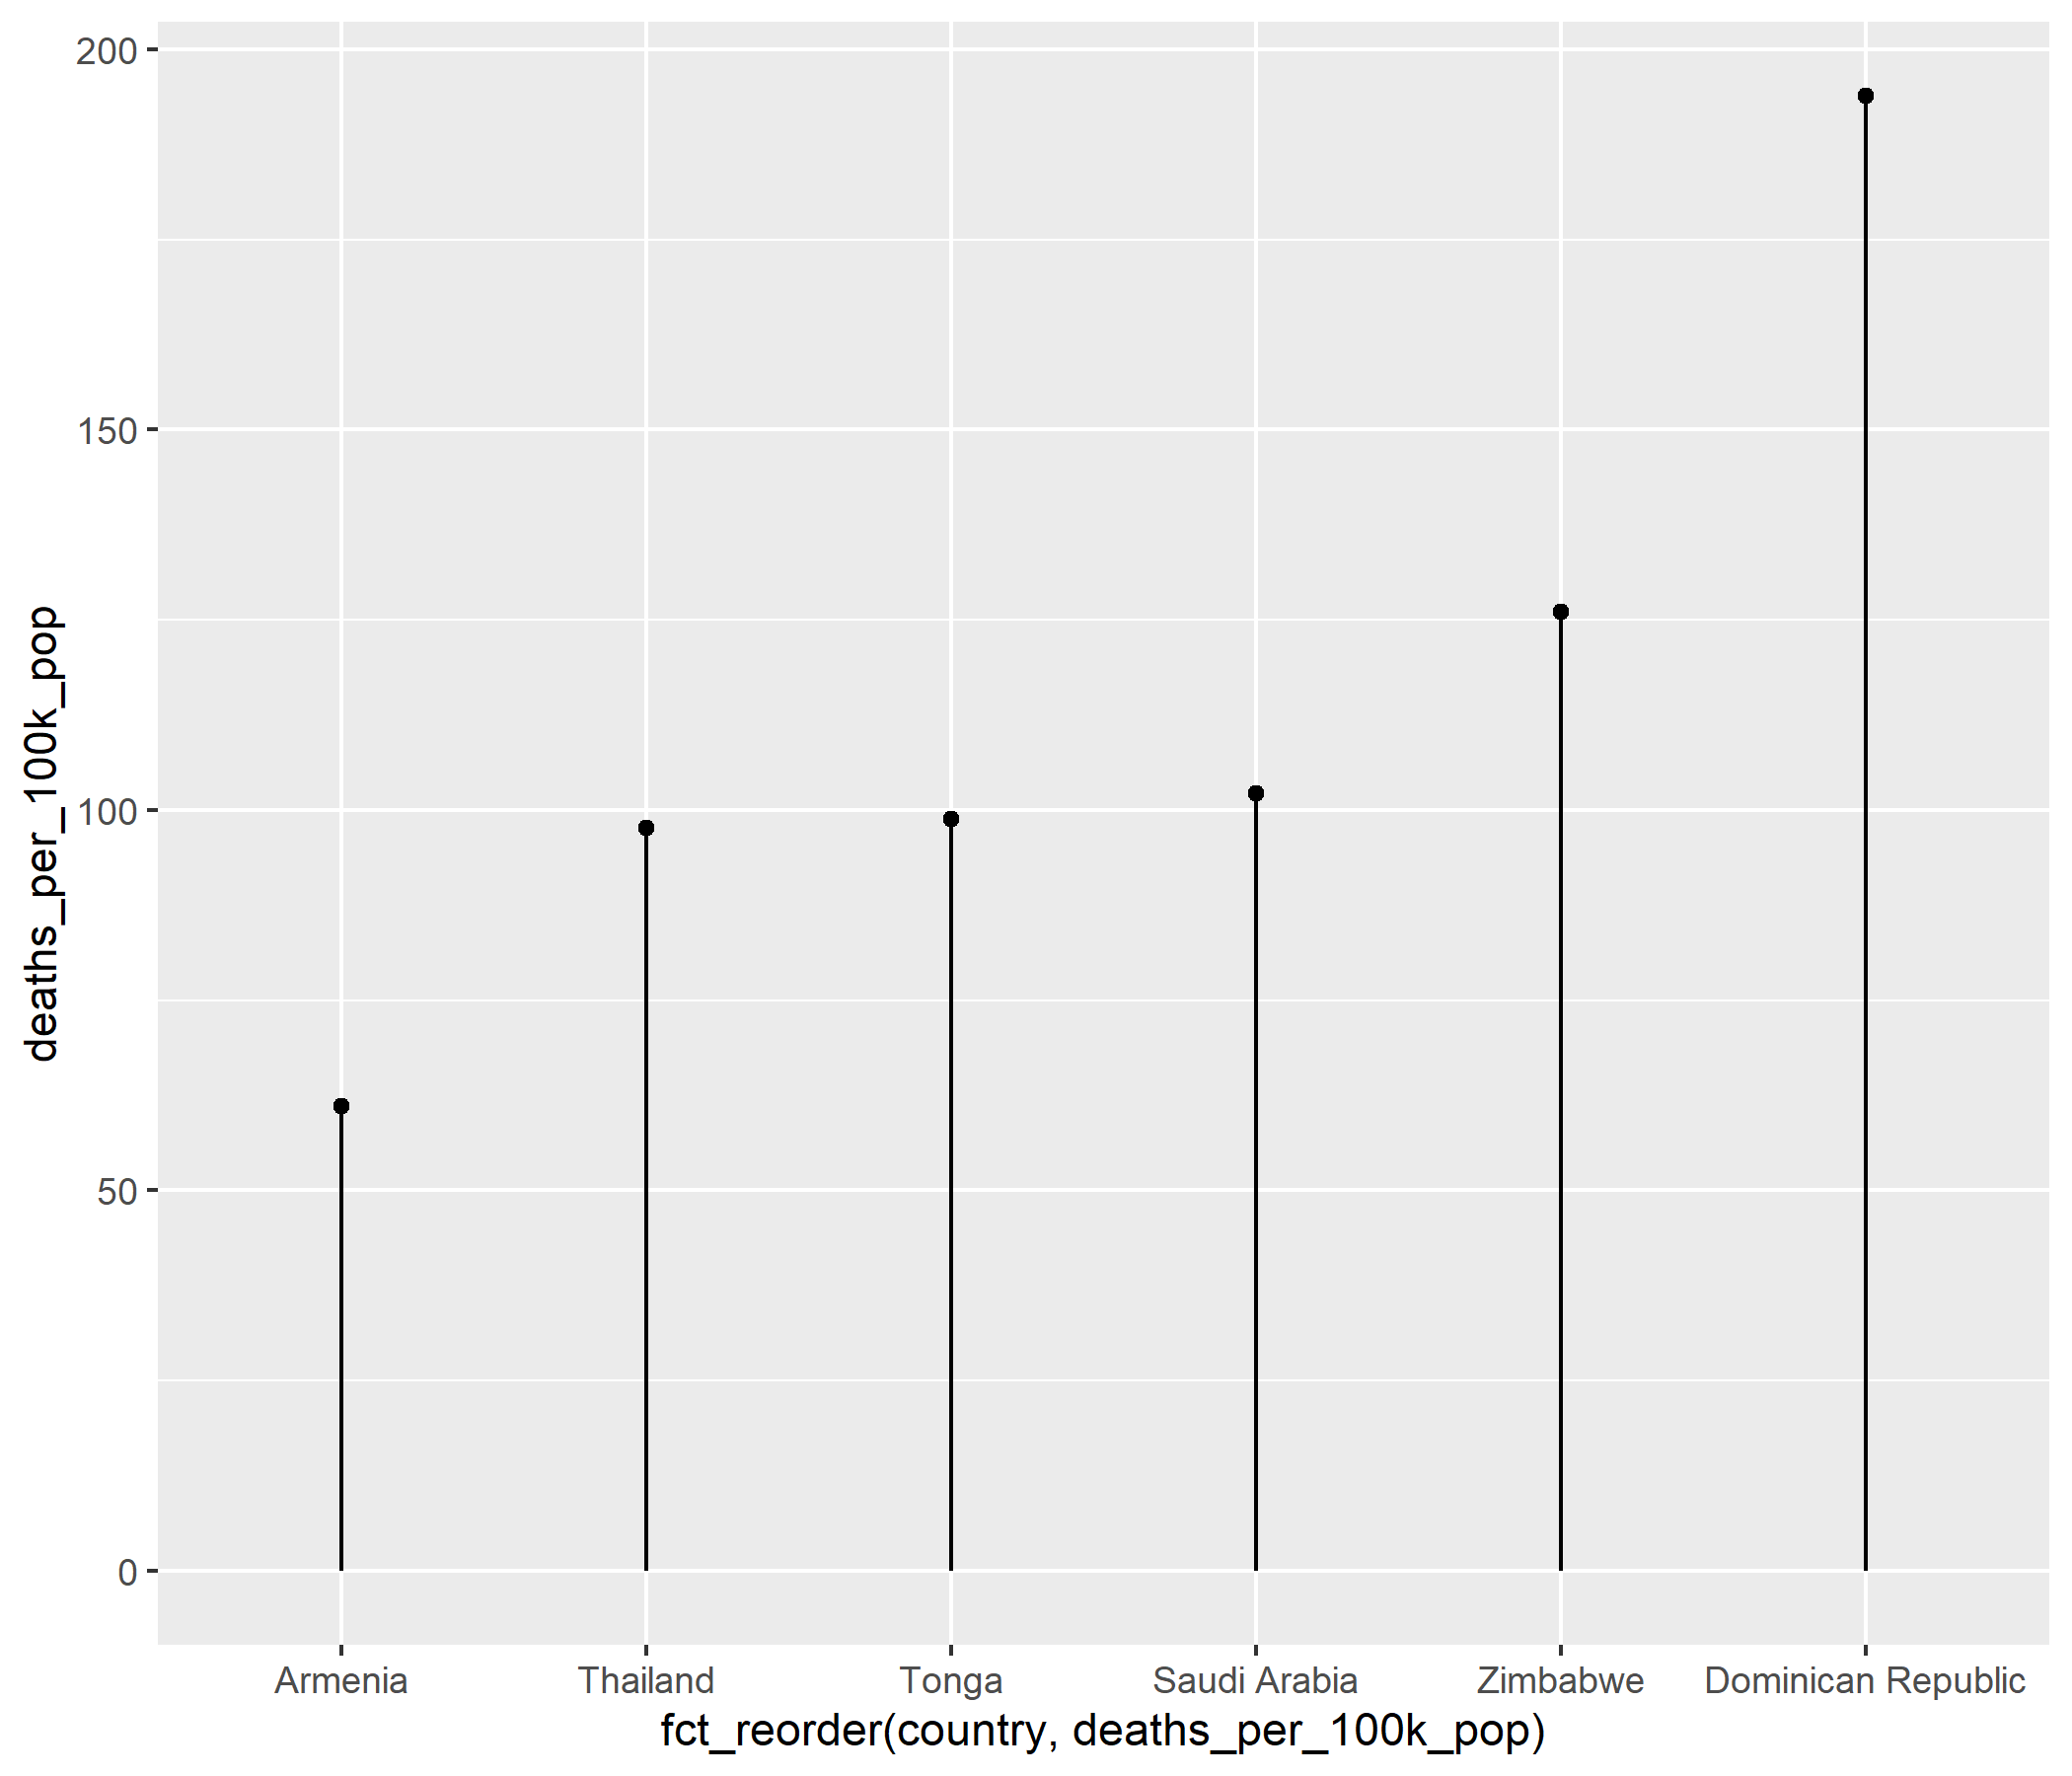 200
150
100
50
0
deaths_per_100k_pop
Armenia Thailand Tonga Saudi Arabia Zimbabwe Dominican Republic
fct_reorder(country, deaths_per_100k_pop)